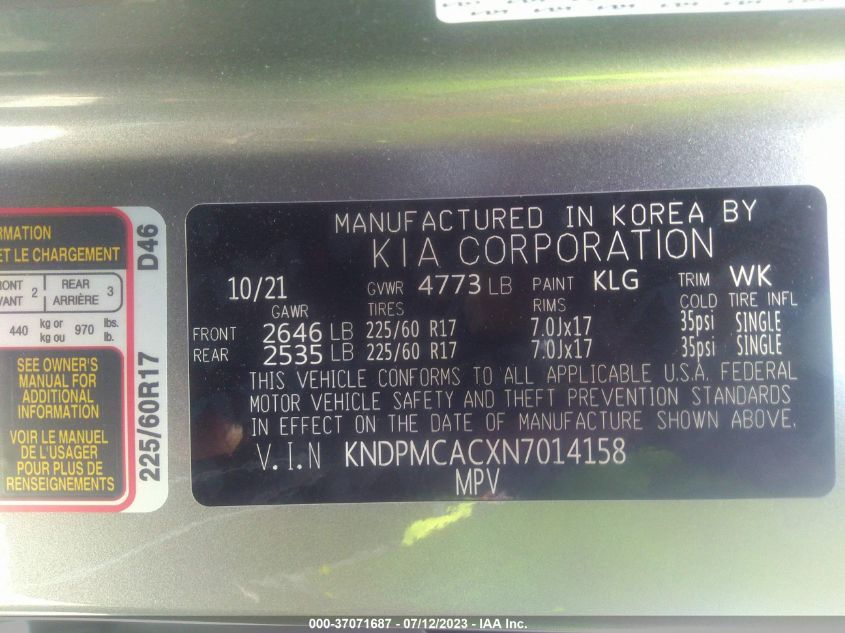 RMATION
ET LE CHARGEMENT
RONT 2 REAR 3
VANT ARRIÈRE
440 kg or 970 lbs.
kg ou lb.
SEE OWNER'S
MANUAL FOR
ADDITIONAL
INFORMATION
VOIR LE MANUEL
DE L'USAGER
POUR PLUS DE
RENSEIGNEMENTS
225/60R17 D46
MANUFACTURED IN KOREA BY
KIA CORPORATION
10/21 GVWR 4773 LB PAINT KLG TRIM WK
GAWR TIRES RIMS COLD TIRE INFL
FRONT 2646 LB 225/60 R17 7.0Jx17 35psi SINGLE
REAR 2535 LB 225/60 R17 7.0Jx17 35psi SINGLE
THIS VEHICLE CONFORMS TO ALL APPLICABLE U.S.A. FEDERAL
MOTOR VEHICLE SAFETY AND THEFT PREVENTION STANDARDS
IN EFFECT ON THE DATE OF MANUFACTURE SHOWN ABOVE.
V.I.N KNDPMCACXN7014158
MPV
000-37071687 - 07/12/2023 - IAA Inc.